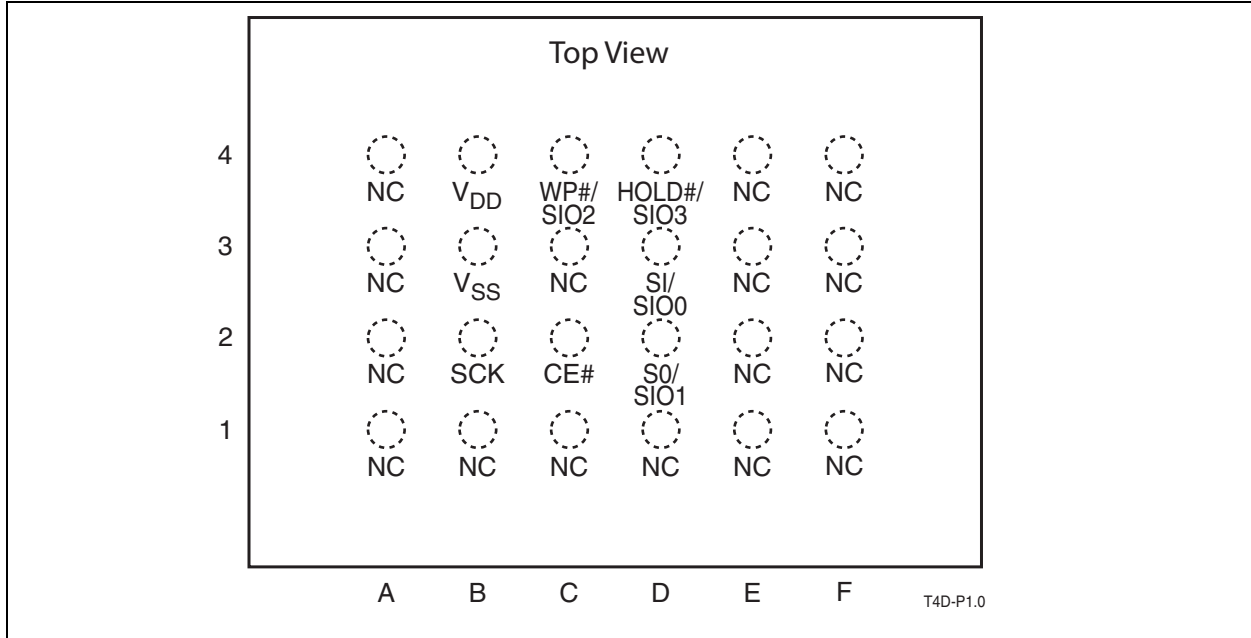 Top View
4
NC VDD WP#/ HOLD#/ NC NC
SIO2 SIO3
3
NC VSS NC SI/ NC NC
SIO0
2
NC SCK CE# S0/ NC NC
SIO1
1
NC NC NC NC NC NC
A B C D E F
T4D-P1.0